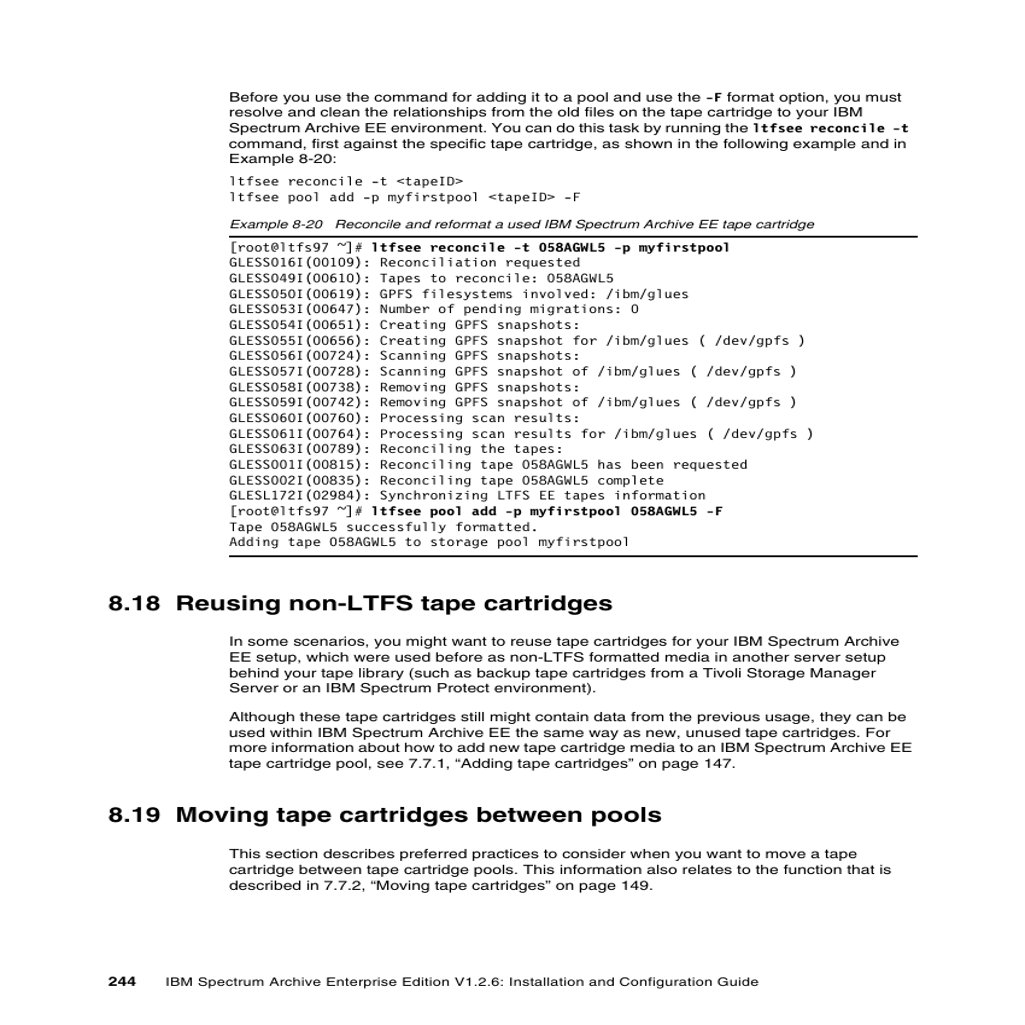 Before you use the command for adding it to a pool and use the -F format option, you must
resolve and clean the relationships from the old files on the tape cartridge to your IBM
Spectrum Archive EE environment. You can do this task by running the ltfsee reconcile -t
command, first against the specific tape cartridge, as shown in the following example and in
Example 8-20:
ltfsee reconcile -t <tapeID>
ltfsee pool add -p myfirstpool <tapeID> -F
Example 8-20 Reconcile and reformat a used IBM Spectrum Archive EE tape cartridge
[root@ltfs97 ~]# ltfsee reconcile -t 058AGWL5 -p myfirstpool
GLESS016I(00109): Reconciliation requested
GLESS049I(00610): Tapes to reconcile: 058AGWL5
GLESS050I(00619): GPFS filesystems involved: /ibm/glues
GLESS053I(00647): Number of pending migrations: 0
GLESS054I(00651): Creating GPFS snapshots:
GLESS055I(00656): Creating GPFS snapshot for /ibm/glues ( /dev/gpfs )
GLESS056I(00724): Scanning GPFS snapshots:
GLESS057I(00728): Scanning GPFS snapshot of /ibm/glues ( /dev/gpfs )
GLESS058I(00738): Removing GPFS snapshots:
GLESS059I(00742): Removing GPFS snapshot of /ibm/glues ( /dev/gpfs )
GLESS060I(00760): Processing scan results:
GLESS061I(00764): Processing scan results for /ibm/glues ( /dev/gpfs )
GLESS063I(00789): Reconciling the tapes:
GLESS001I(00815): Reconciling tape 058AGWL5 has been requested
GLESS002I(00835): Reconciling tape 058AGWL5 complete
GLESL172I(02984): Synchronizing LTFS EE tapes information
[root@ltfs97 ~]# ltfsee pool add -p myfirstpool 058AGWL5 -F
Tape 058AGWL5 successfully formatted.
Adding tape 058AGWL5 to storage pool myfirstpool
8.18 Reusing non-LTFS tape cartridges
In some scenarios, you might want to reuse tape cartridges for your IBM Spectrum Archive
EE setup, which were used before as non-LTFS formatted media in another server setup
behind your tape library (such as backup tape cartridges from a Tivoli Storage Manager
Server or an IBM Spectrum Protect environment).
Although these tape cartridges still might contain data from the previous usage, they can be
used within IBM Spectrum Archive EE the same way as new, unused tape cartridges. For
more information about how to add new tape cartridge media to an IBM Spectrum Archive EE
tape cartridge pool, see 7.7.1, “Adding tape cartridges” on page 147.
8.19 Moving tape cartridges between pools
This section describes preferred practices to consider when you want to move a tape
cartridge between tape cartridge pools. This information also relates to the function that is
described in 7.7.2, “Moving tape cartridges” on page 149.
244 IBM Spectrum Archive Enterprise Edition V1.2.6: Installation and Configuration Guide